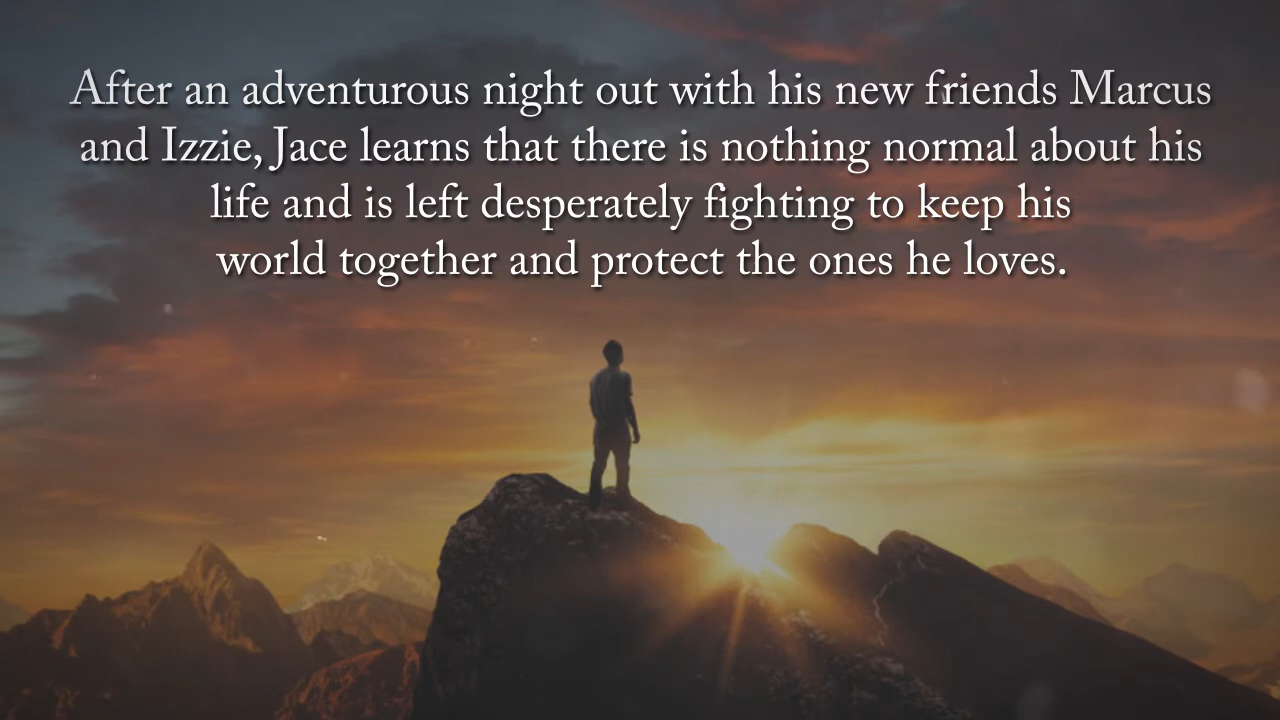 After an adventurous night out with his new friends Marcus
and Izzie, Jace learns that there is nothing normal about his
life and is left desperately fighting to keep his
world together and protect the ones he loves.